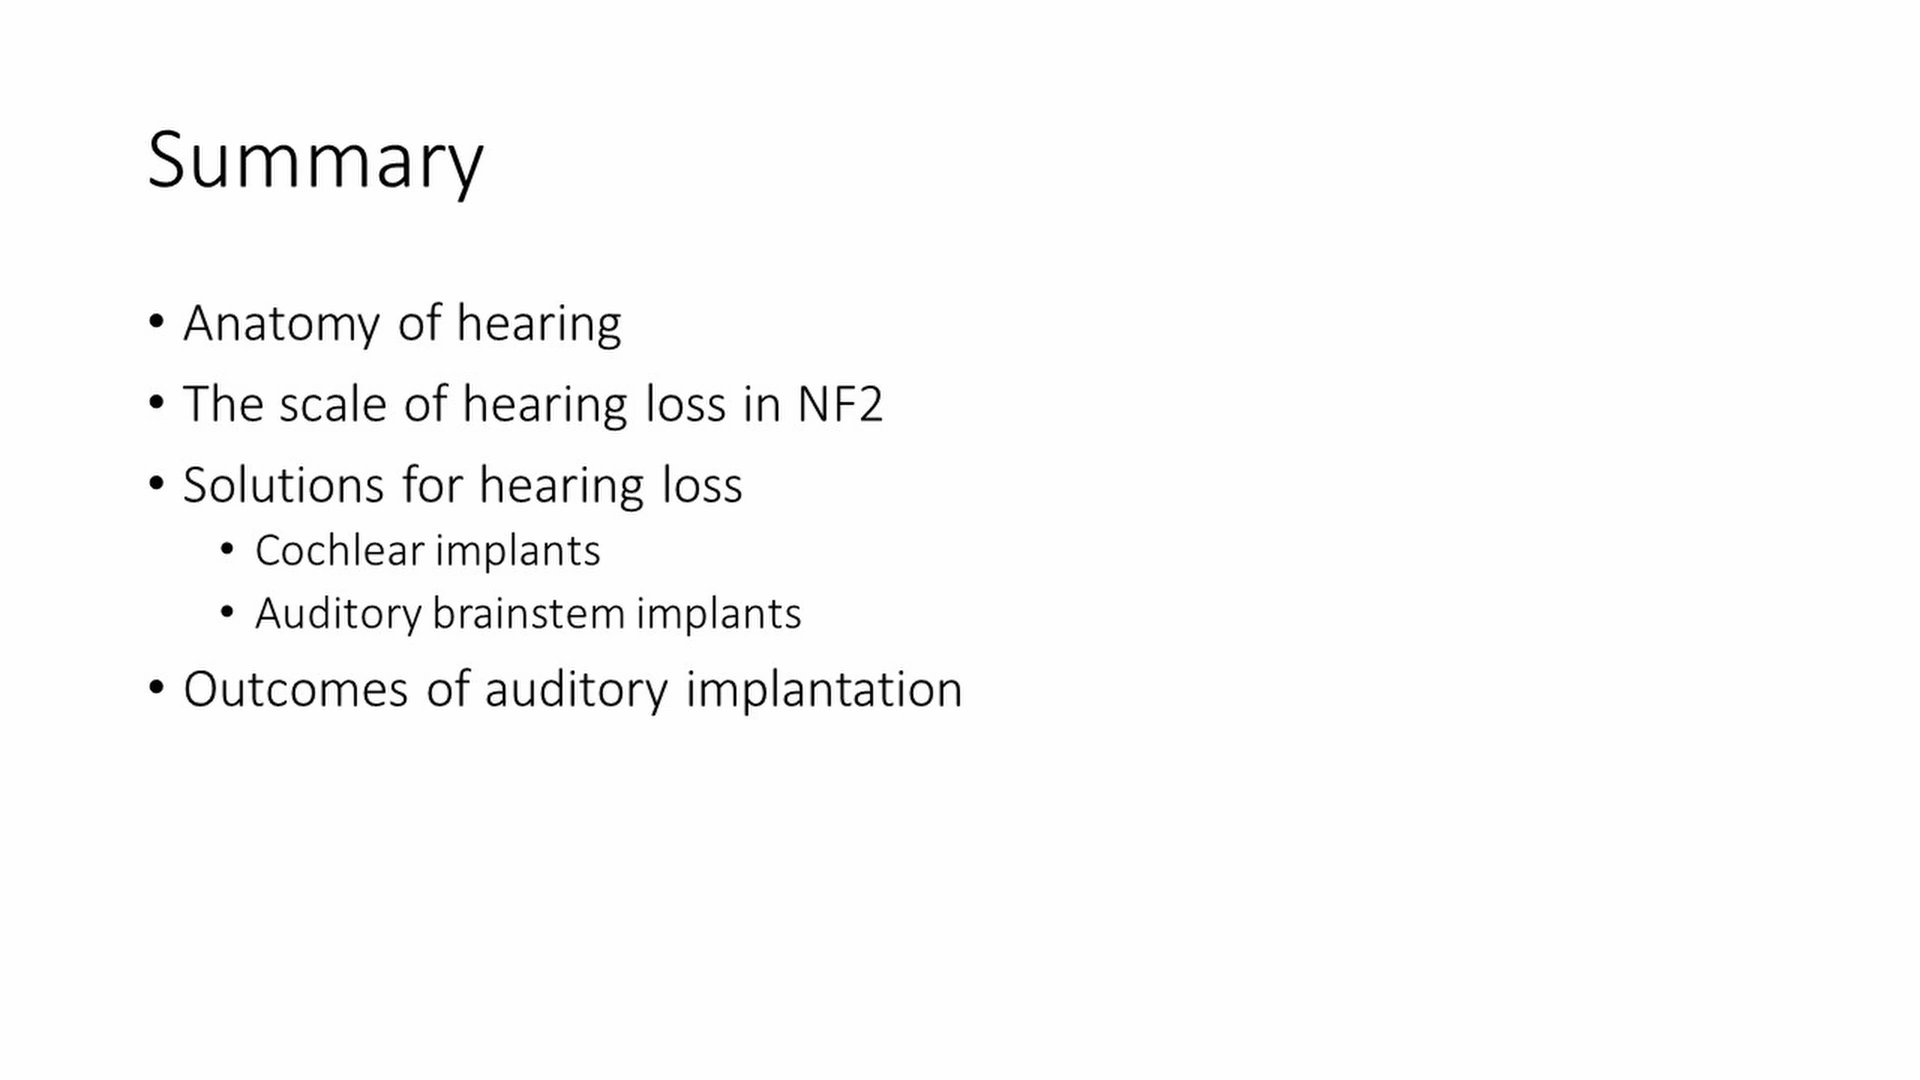 Summary
• Anatomy of hearing
• The scale of hearing loss in NF2
• Solutions for hearing loss
• Cochlear implants
• Auditory brainstem implants
• Outcomes of auditory implantation